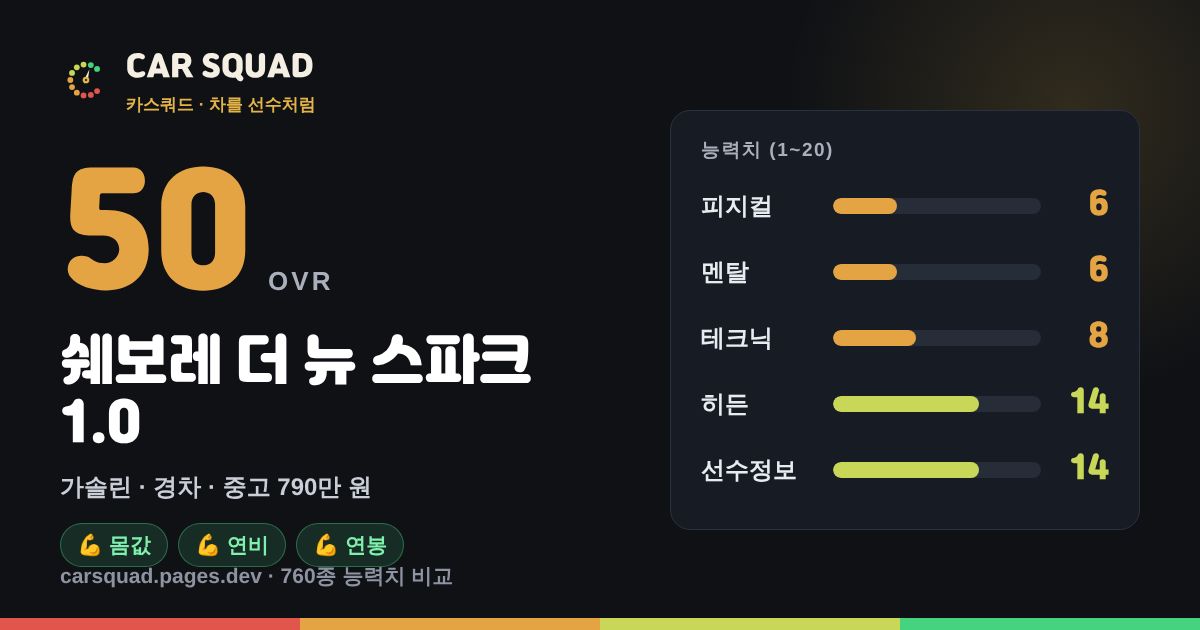 CAR SQUAD
카스쿼드 · 차를 선수처럼
50 OVR
쉐보레 더 뉴 스파크
1.0
가솔린 · 경차 · 중고 790만 원
💪 몸값 💪 연비 💪 연봉
carsquad.pages.dev · 760종 능력치 비교
능력치 (1~20)
피지컬 6
멘탈 6
테크닉 8
히든 14
선수정보 14